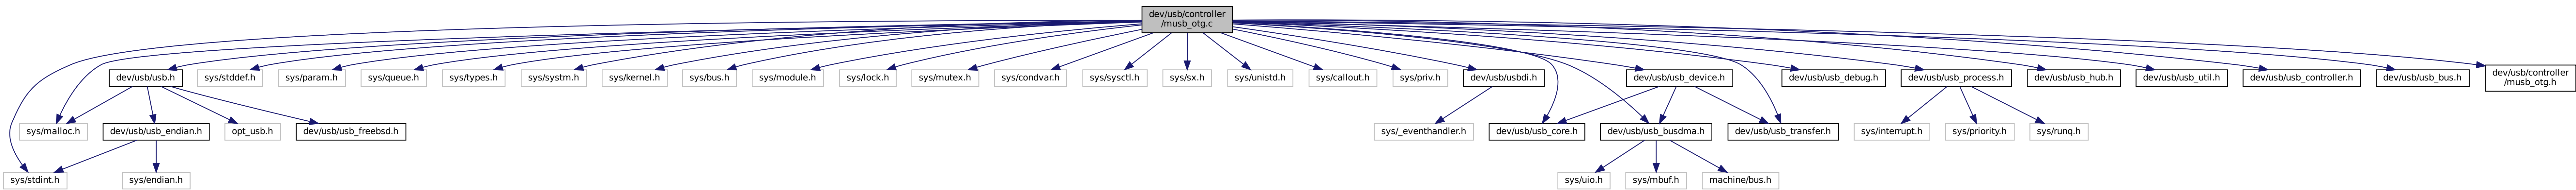 dev/usb/controller
/musb_otg.c
dev/usb/usb.h
sys/stddef.h
sys/param.h
sys/queue.h
sys/types.h
sys/systm.h
sys/kernel.h
sys/bus.h
sys/module.h
sys/lock.h
sys/mutex.h
sys/condvar.h
sys/sysctl.h
sys/sx.h
sys/unistd.h
sys/callout.h
sys/priv.h
dev/usb/usbdi.h
dev/usb/usb_device.h
dev/usb/usb_debug.h
dev/usb/usb_process.h
dev/usb/usb_hub.h
dev/usb/usb_util.h
dev/usb/usb_controller.h
dev/usb/usb_bus.h
dev/usb/controller
/musb_otg.h
sys/malloc.h
dev/usb/usb_endian.h
opt_usb.h
dev/usb/usb_freebsd.h
sys/_eventhandler.h
dev/usb/usb_core.h
dev/usb/usb_busdma.h
dev/usb/usb_transfer.h
sys/interrupt.h
sys/priority.h
sys/runq.h
sys/stdint.h
sys/endian.h
sys/uio.h
sys/mbuf.h
machine/bus.h